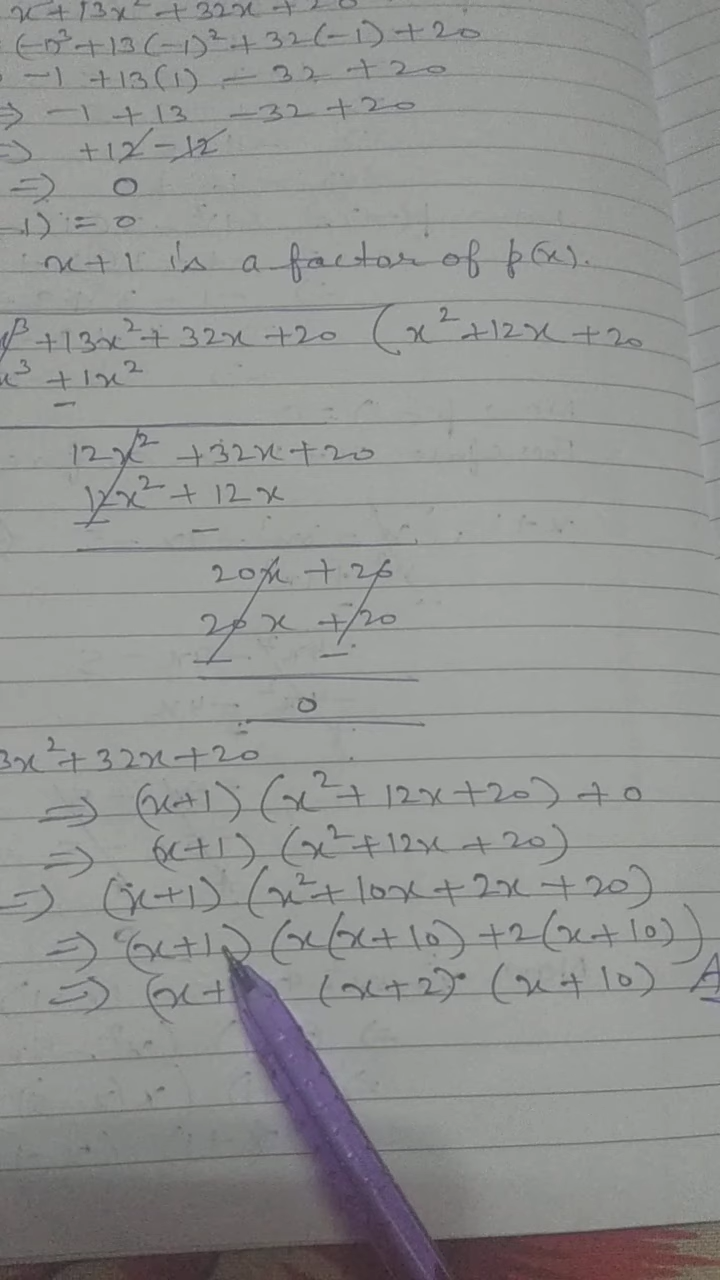 x + 13x² + 32x + 20
(-1)³ + 13(-1)² + 32(-1) + 20
-1 + 13(1) - 32 + 20
⇒ -1 + 13 - 32 + 20
⇒ +12 - 12
⇒ 0
-1) = 0
x+1 is a factor of p(x).
x³ + 13x² + 32x + 20 ( x² + 12x + 20
x³ + 1x²
-
12x² + 32x + 20
12x² + 12x
- -
20x + 20
20x + 20
- -
0
3x² + 32x + 20
⇒ (x+1) (x² + 12x + 20) + 0
⇒ (x+1) (x² + 12x + 20)
⇒ (x+1) (x² + 10x + 2x + 20)
⇒ (x+1) (x(x+10) + 2(x+10))
⇒ (x+ (x+2) (x+10) A